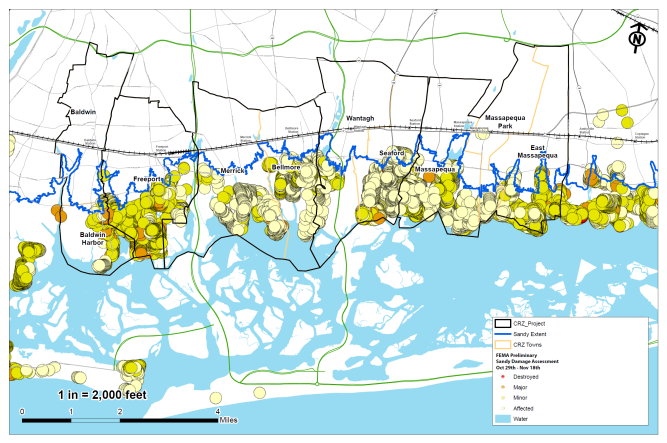 N
Baldwin
Wantagh
Massapequa
Park
Seaford
East
Massapequa
Merrick
Bellmore
Massapequa
Freeports
Baldwin
Harbor
CRZ_Project
Sandy Extent
CRZ Towns
FEMA Preliminary
Sandy Damage Assessment
Oct 29th - Nov 18th
Destroyed
Major
Minor
Affected
Water
1 in = 2,000 feet
0 1 2 4
Miles